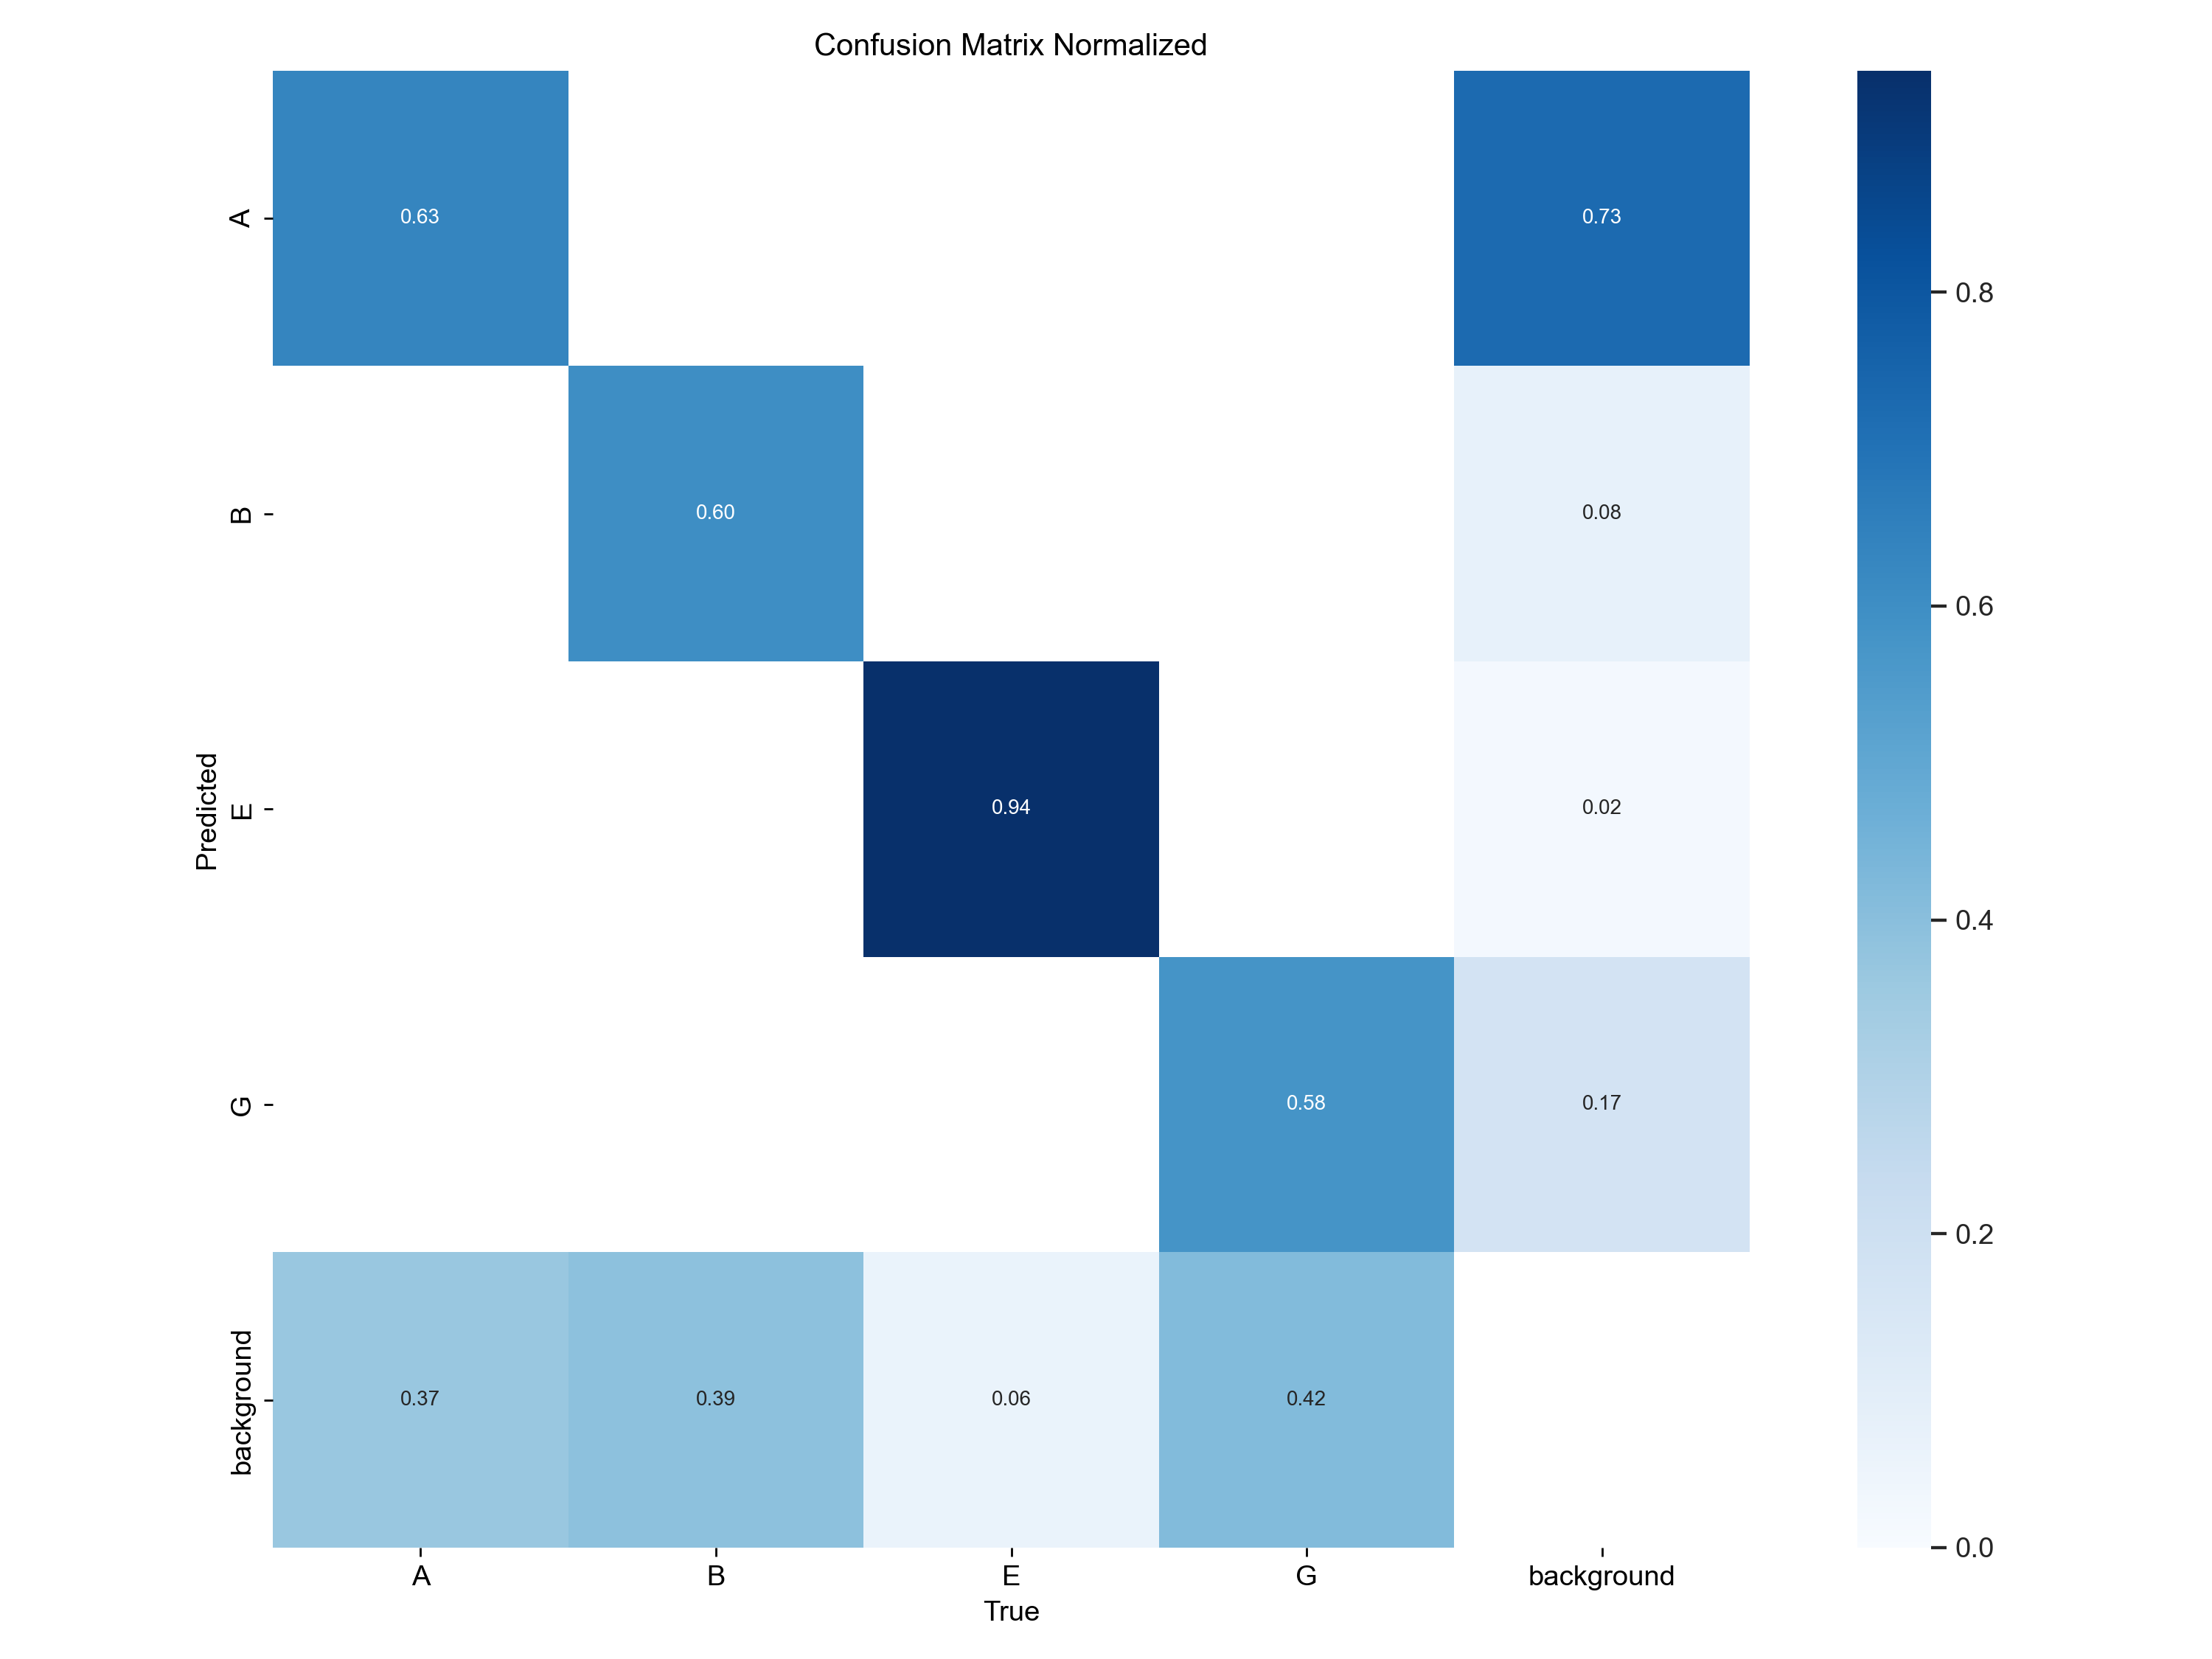 Confusion Matrix Normalized
A
0.63
0.73
0.8
B
0.60
0.08
0.6
Predicted
E
0.94
0.02
0.4
G
0.58
0.17
0.2
background
0.37
0.39
0.06
0.42
0.0
A
B
E
G
background
True